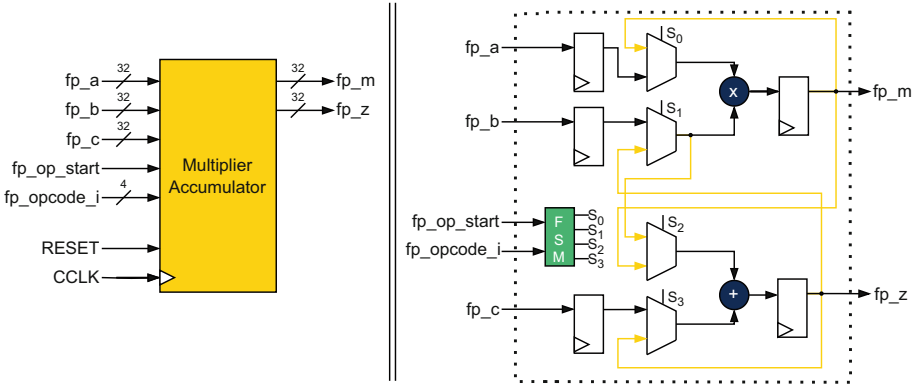 32
fp_a
32
fp_b
32
fp_c
fp_op_start
4
fp_opcode_i
RESET
CCLK
Multiplier
Accumulator
32
fp_m
32
fp_z
fp_a
S0
x
fp_m
fp_b
S1
fp_op_start
fp_opcode_i
F
S
M
S0
S1
S2
S3
S2
+
fp_z
fp_c
S3